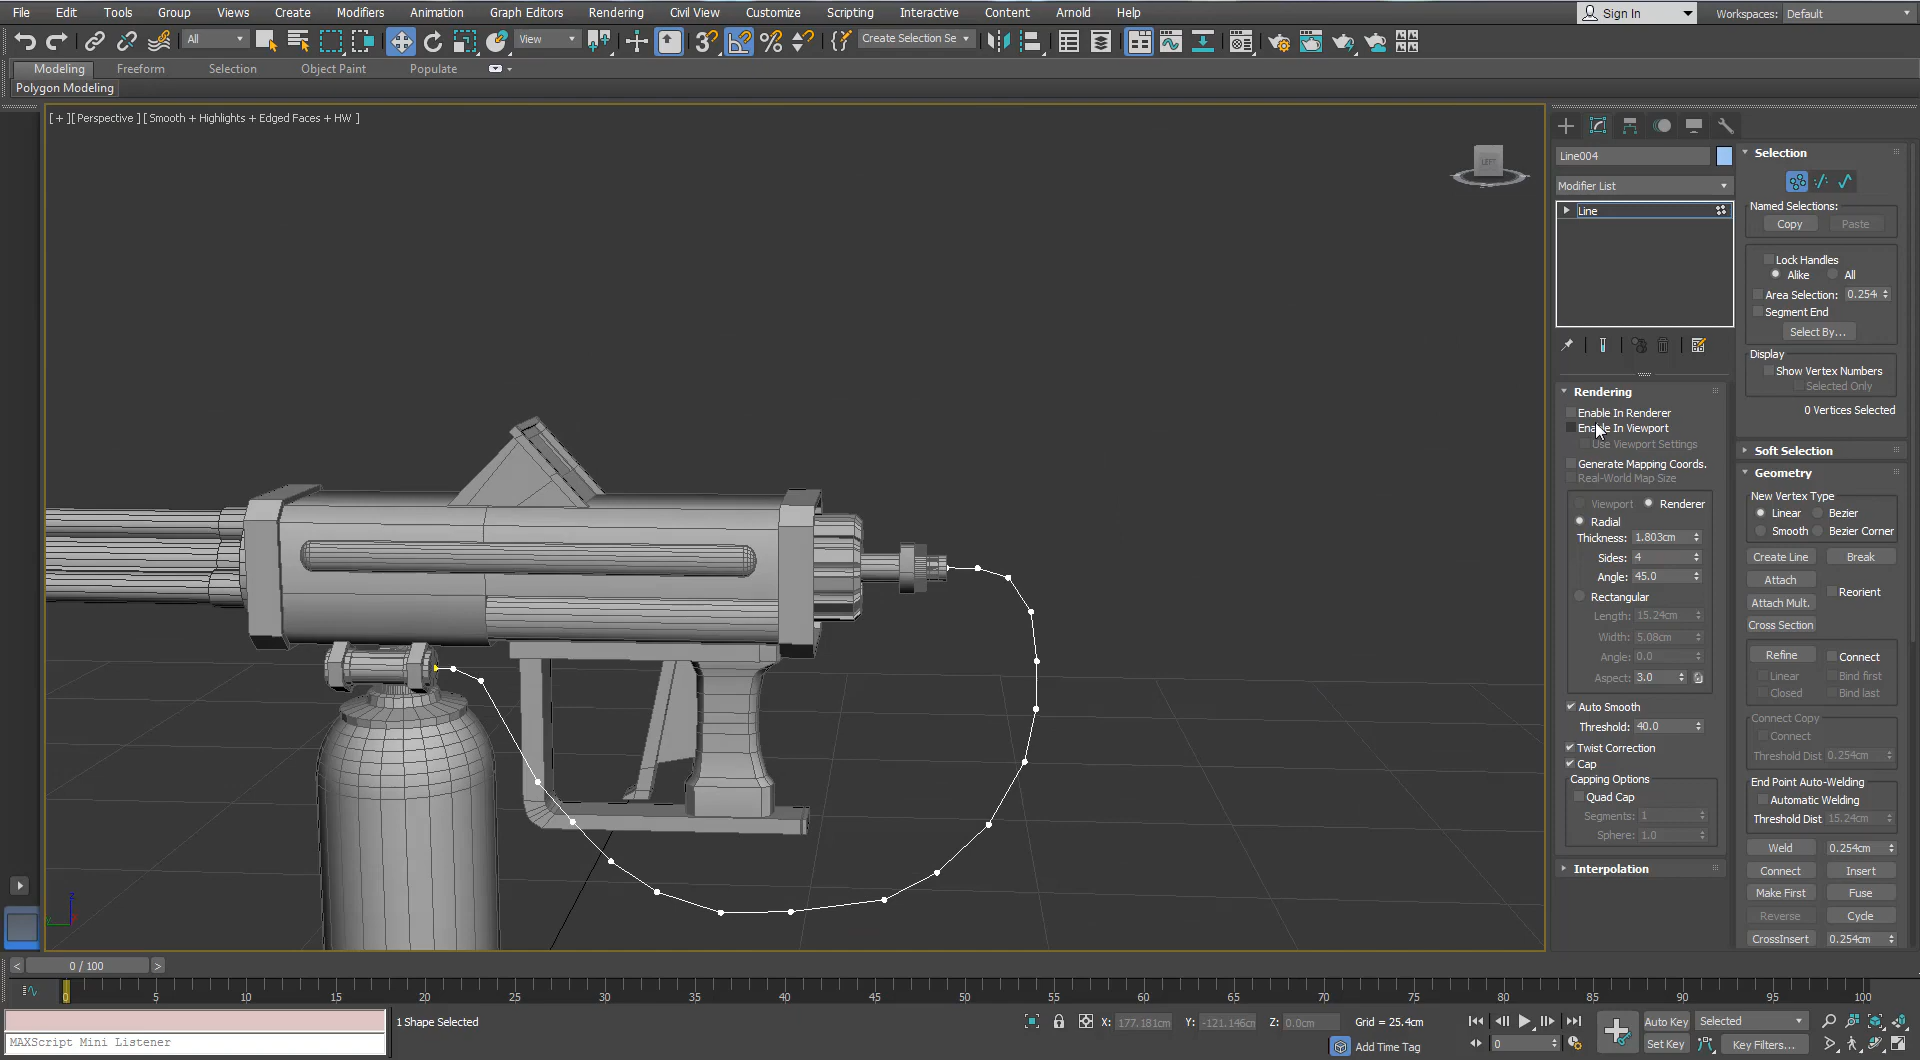 File Edit Tools Group Views Create Modifiers Animation Graph Editors Rendering Civil View Customize Scripting Interactive Content Arnold Help Sign In Workspaces: Default
All View Create Selection Se
Modeling Freeform Selection Object Paint Populate
Polygon Modeling
[ + ][ Perspective ] [ Smooth + Highlights + Edged Faces + HW ]
LEFT
Line004
Modifier List
Line
Rendering
Enable In Renderer
Enable In Viewport
Use Viewport Settings
Generate Mapping Coords.
Real-World Map Size
Viewport Renderer
Radial
Thickness: 1.803cm
Sides: 4
Angle: 45.0
Rectangular
Length: 15.24cm
Width: 5.08cm
Angle: 0.0
Aspect: 3.0
Auto Smooth
Threshold: 40.0
Twist Correction
Cap
Capping Options
Quad Cap
Segments: 1
Sphere: 1.0
Interpolation
Selection
Named Selections:
Copy Paste
Lock Handles
Alike All
Area Selection: 0.254
Segment End
Select By...
Display
Show Vertex Numbers
Selected Only
0 Vertices Selected
Soft Selection
Geometry
New Vertex Type
Linear Bezier
Smooth Bezier Corner
Create Line Break
Attach
Attach Mult. Reorient
Cross Section
Refine Connect
Linear Bind first
Closed Bind last
Connect Copy
Connect
Threshold Dist 0.254cm
End Point Auto-Welding
Automatic Welding
Threshold Dist 15.24cm
Weld 0.254cm
Connect Insert
Make First Fuse
Reverse Cycle
CrossInsert 0.254cm
z
< 0 / 100 >
0 5 10 15 20 25 30 35 40 45 50 55 60 65 70 75 80 85 90 95 100
1 Shape Selected
X: 177.181cm Y: -121.146cm Z: 0.0cm Grid = 25.4cm
Auto Key Selected
MAXScript Mini Listener
Add Time Tag
0
Set Key Key Filters...